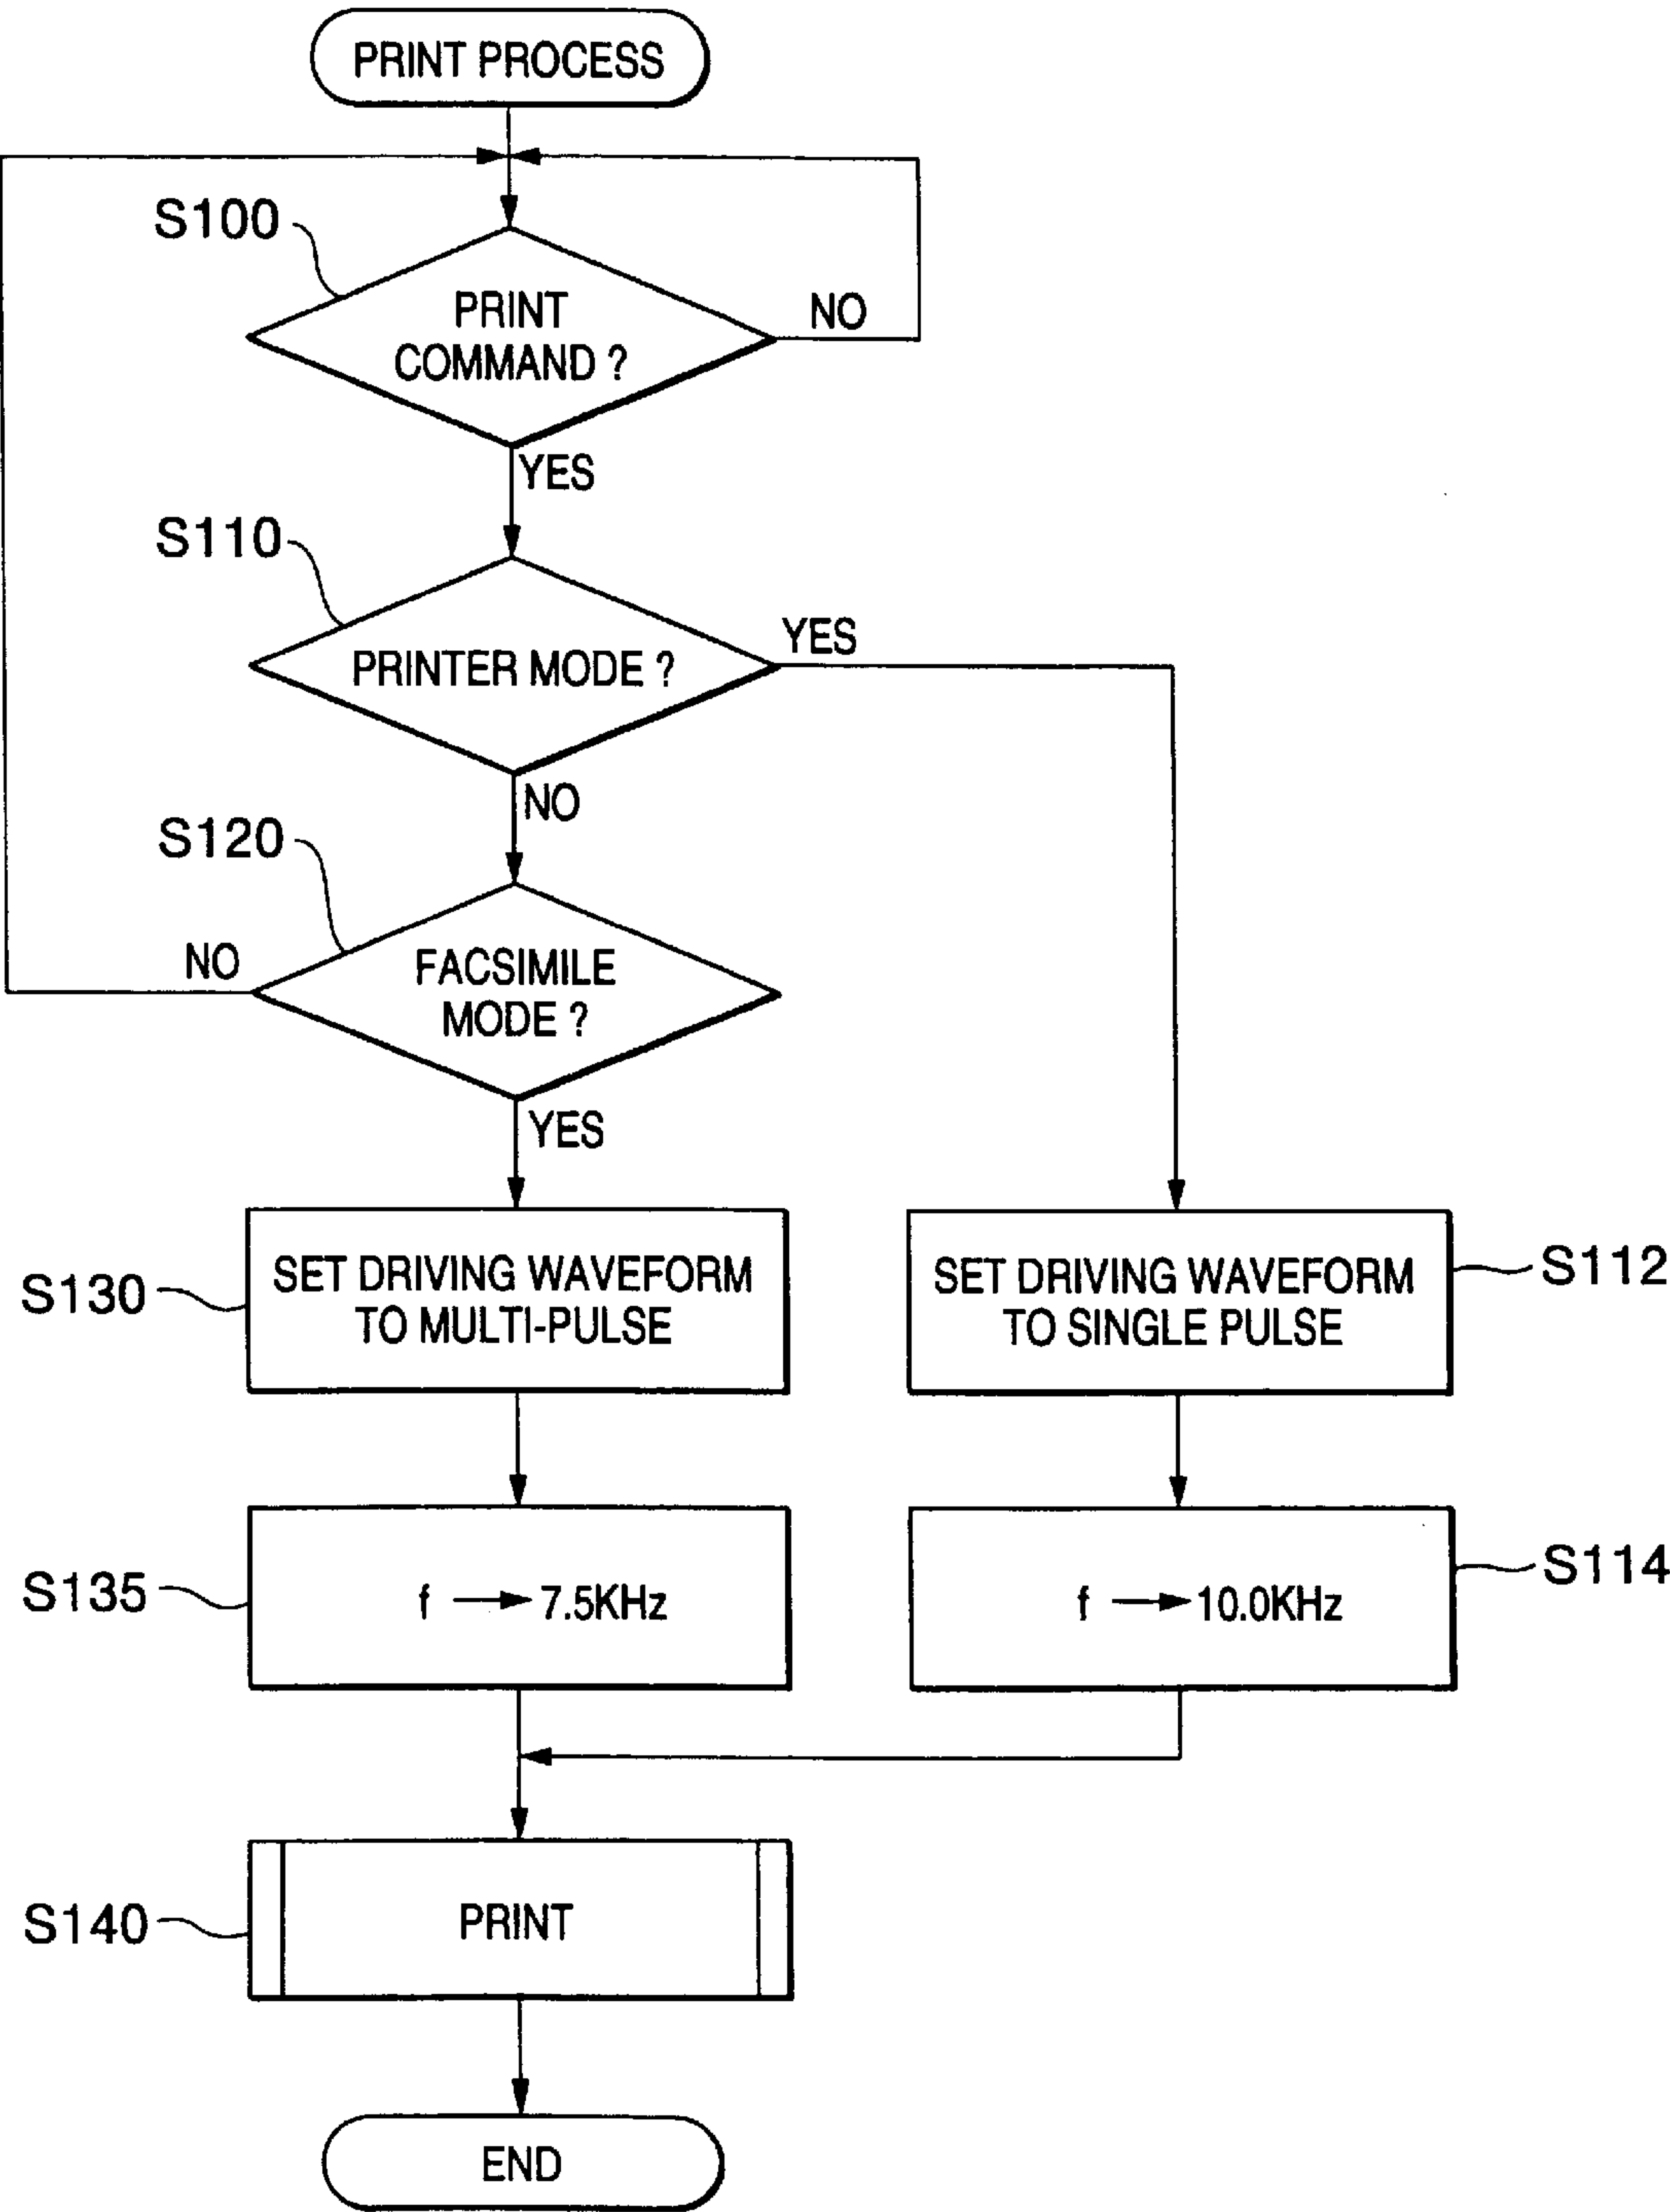 PRINT PROCESS
S100
PRINT
COMMAND ?
NO
YES
S110
PRINTER MODE ?
YES
NO
S120
FACSIMILE
MODE ?
NO
YES
S130
SET DRIVING WAVEFORM
TO MULTI-PULSE
SET DRIVING WAVEFORM
TO SINGLE PULSE
S112
S135
f → 7.5KHz
f → 10.0KHz
S114
S140
PRINT
END